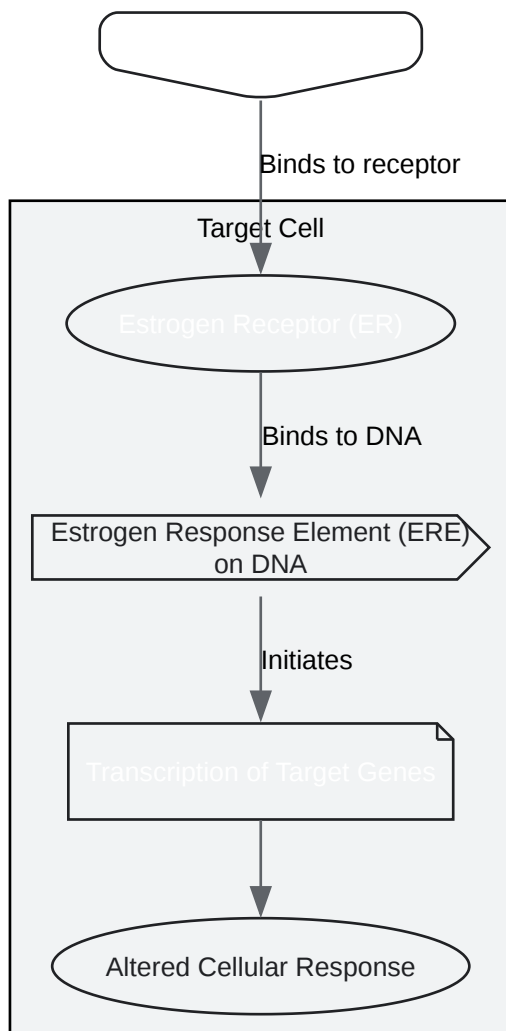 Binds to receptor
Target Cell
Estrogen Receptor (ER)
Binds to DNA
Estrogen Response Element (ERE)
on DNA
Initiates
Transcription of Target Genes
Altered Cellular Response